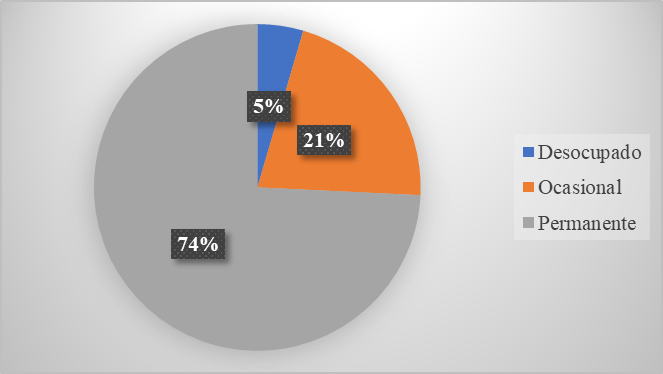 5%
21%
74%
Desocupado
Ocasional
Permanente